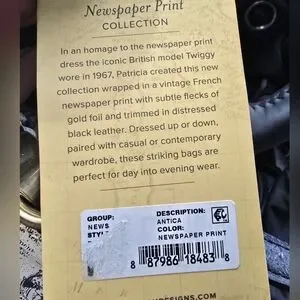 Newspaper Print
COLLECTION
In an homage to the newspaper print
dress the iconic British model Twiggy
wore in 1967, Patricia created this new
collection wrapped in a vintage French
newspaper print with subtle flecks of
gold foil and trimmed in distressed
black leather. Dressed up or down,
paired with casual or contemporary
wardrobe, these striking bags are
perfect for day into evening wear.
GROUP:
NEWS
STYL
DESCRIPTION:
ANTICA
COLOR:
NEWSPAPER PRINT
8 87986 18483 8
DESIGNS.COM